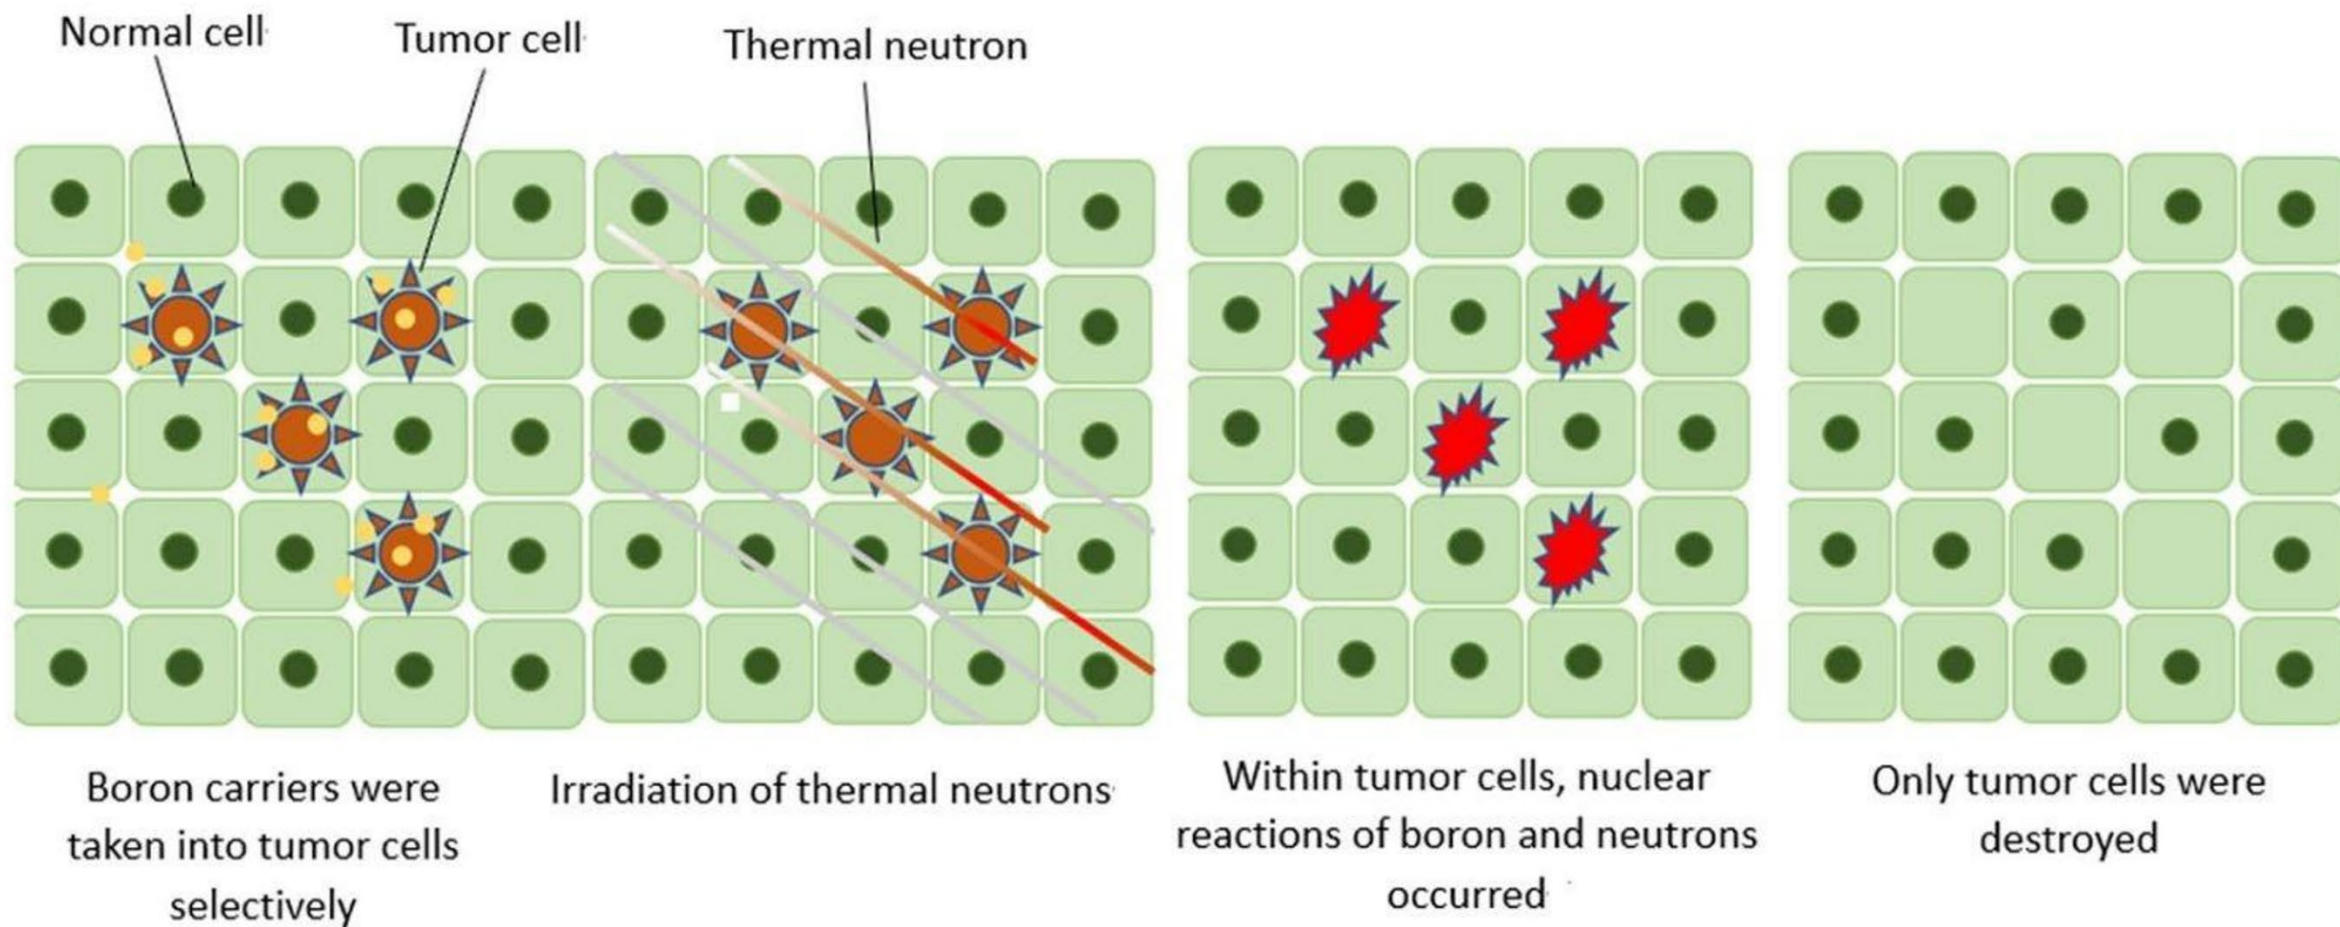 Normal cell
Tumor cell
Thermal neutron
Boron carriers were
taken into tumor cells
selectively
Irradiation of thermal neutrons
Within tumor cells, nuclear
reactions of boron and neutrons
occurred
Only tumor cells were
destroyed